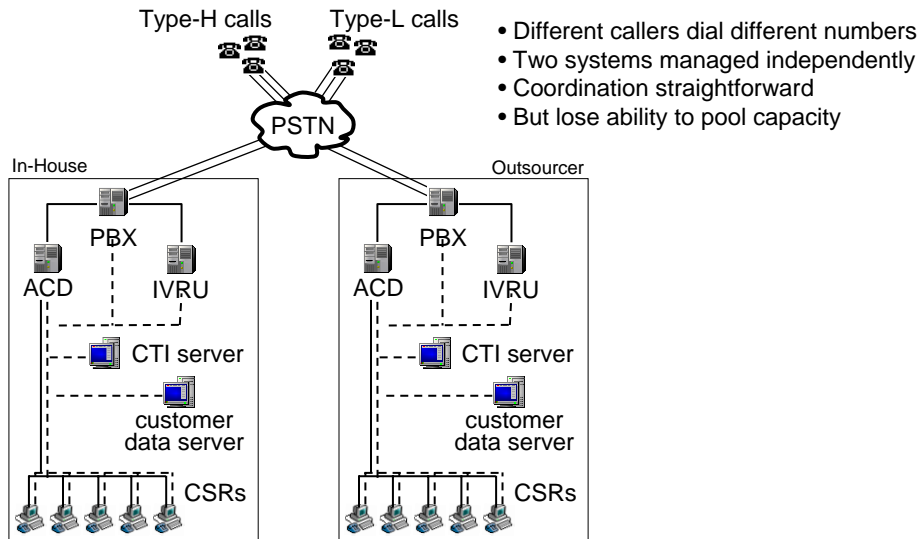 Type-H calls
Type-L calls
• Different callers dial different numbers
• Two systems managed independently
• Coordination straightforward
• But lose ability to pool capacity
PSTN
In-House
PBX
ACD
IVRU
CTI server
customer
data server
CSRs
Outsourcer
PBX
ACD
IVRU
CTI server
customer
data server
CSRs